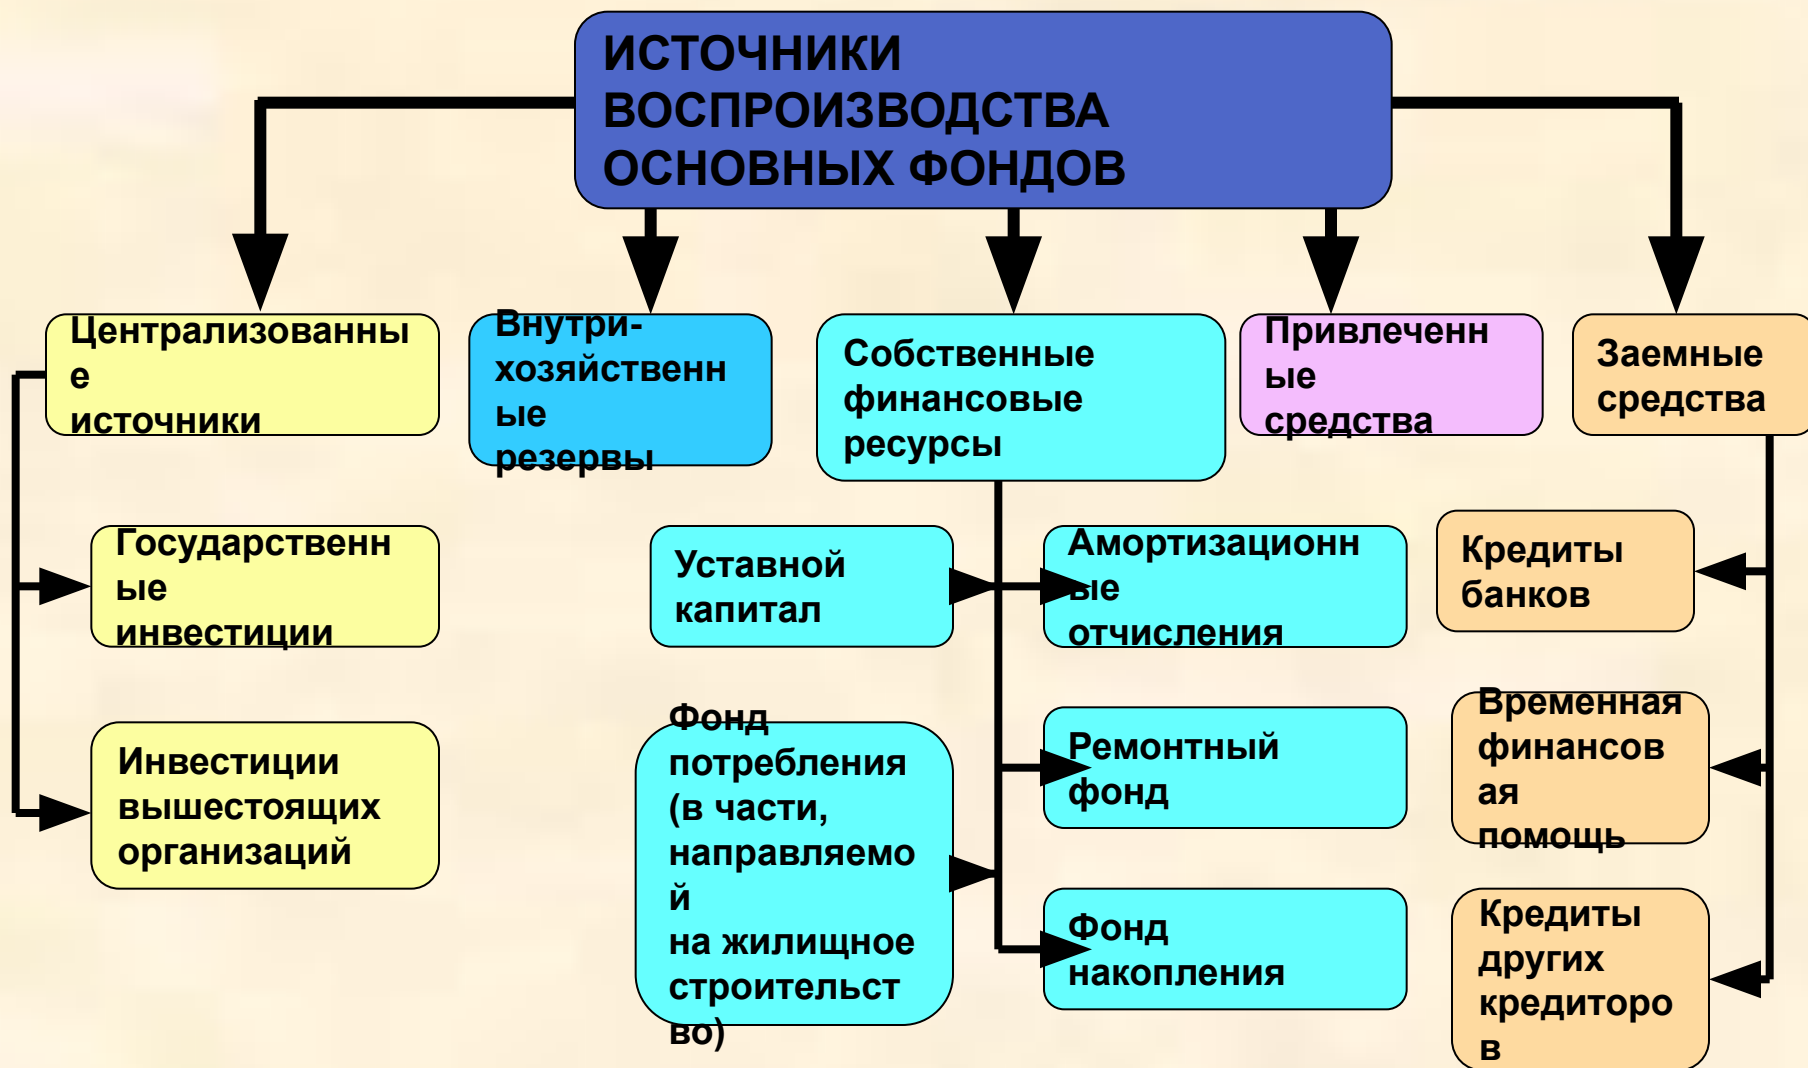 ИСТОЧНИКИ
ВОСПРОИЗВОДСТВА
ОСНОВНЫХ ФОНДОВ
Централизованны
е
источники
Внутри-
хозяйственн
ые
резервы
Собственные
финансовые
ресурсы
Привлеченн
ые
средства
Заемные
средства
Государственн
ые
инвестиции
Инвестиции
вышестоящих
организаций
Уставной
капитал
Фонд
потребления
(в части,
направляемо
й
на жилищное
строительст
во)
Амортизационн
ые
отчисления
Ремонтный
фонд
Фонд
накопления
Кредиты
банков
Временная
финансов
ая
помощь
Кредиты
других
кредиторо
в